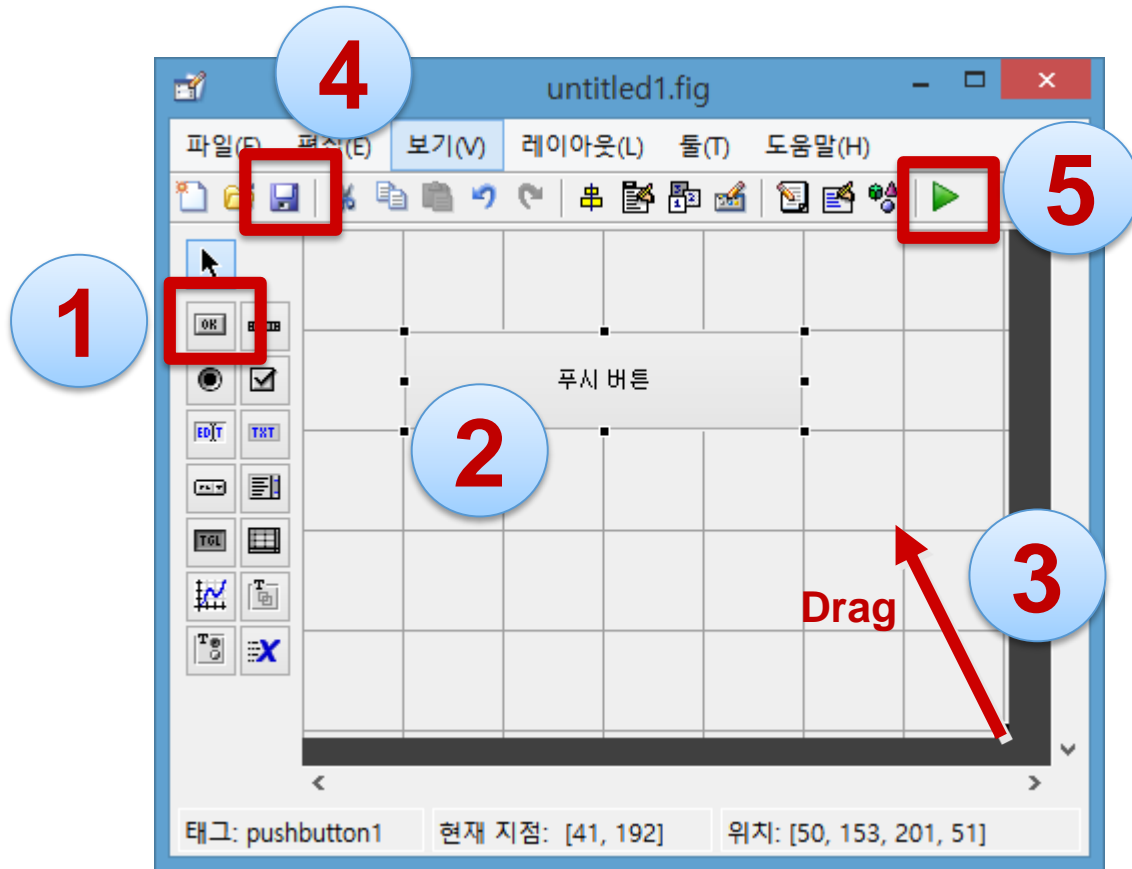 4
untitled1.fig
파일(F) 편집(E) 보기(V) 레이아웃(L) 툴(T) 도움말(H)
5
1
OK
푸시 버튼
2
EDIT TXT
TGL
3
Drag
태그: pushbutton1 현재 지점: [41, 192] 위치: [50, 153, 201, 51]